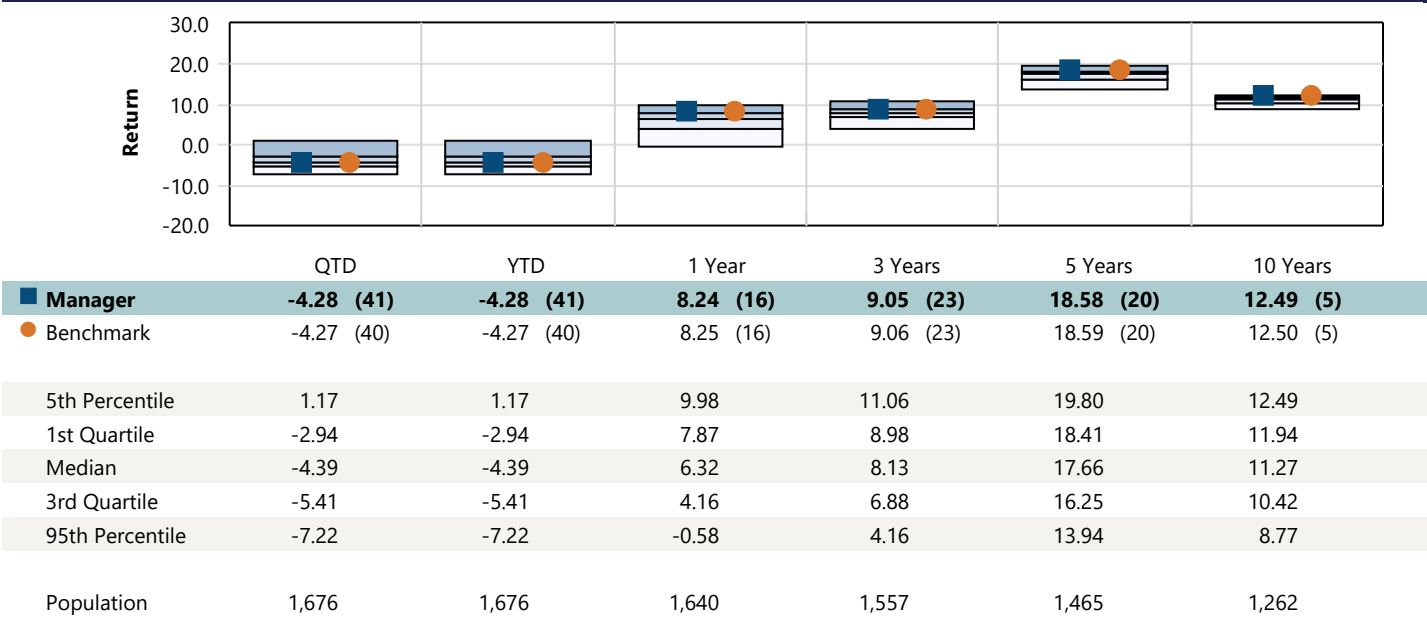 30.0
20.0
10.0
0.0
-10.0
-20.0
Return
QTD YTD 1 Year 3 Years 5 Years 10 Years
Manager -4.28 (41) -4.28 (41) 8.24 (16) 9.05 (23) 18.58 (20) 12.49 (5)
Benchmark -4.27 (40) -4.27 (40) 8.25 (16) 9.06 (23) 18.59 (20) 12.50 (5)
5th Percentile 1.17 1.17 9.98 11.06 19.80 12.49
1st Quartile -2.94 -2.94 7.87 8.98 18.41 11.94
Median -4.39 -4.39 6.32 8.13 17.66 11.27
3rd Quartile -5.41 -5.41 4.16 6.88 16.25 10.42
95th Percentile -7.22 -7.22 -0.58 4.16 13.94 8.77
Population 1,676 1,676 1,640 1,557 1,465 1,262